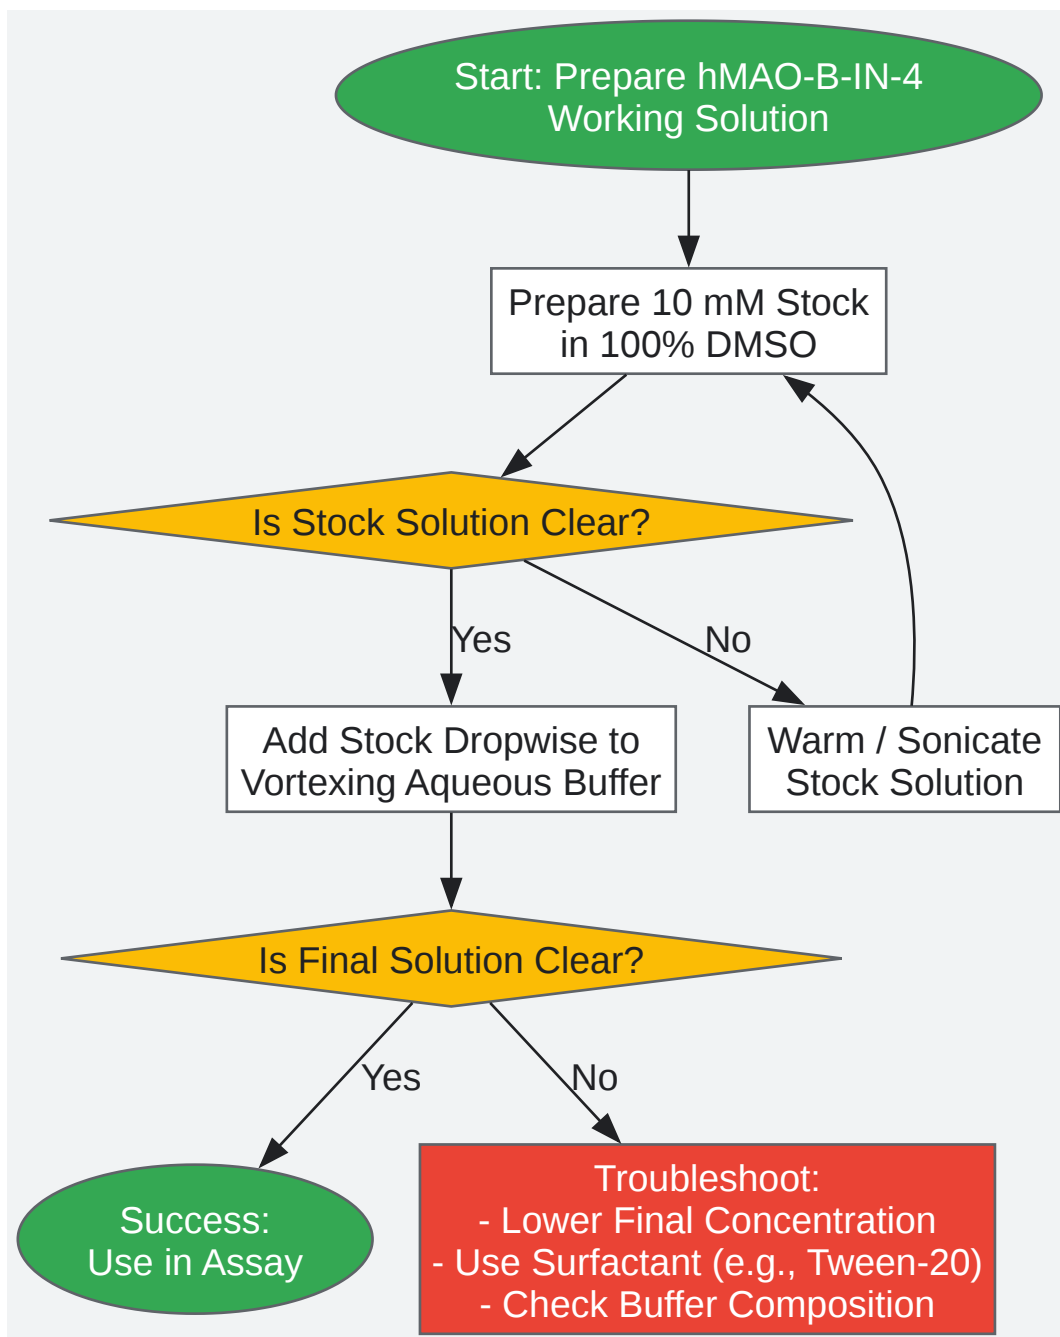 Start: Prepare hMAO-B-IN-4
Working Solution
Prepare 10 mM Stock
in 100% DMSO
Is Stock Solution Clear?
Yes
No
Add Stock Dropwise to
Vortexing Aqueous Buffer
Warm / Sonicate
Stock Solution
Is Final Solution Clear?
Yes
No
Success:
Use in Assay
Troubleshoot:
- Lower Final Concentration
- Use Surfactant (e.g., Tween-20)
- Check Buffer Composition